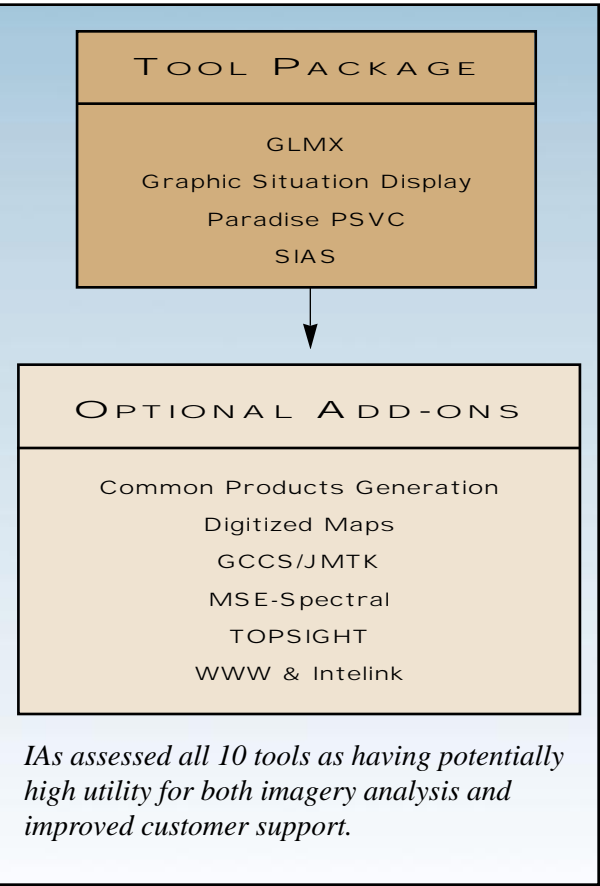 TOOL PACKAGE
GLMX
Graphic Situation Display
Paradise PSVC
SIAS
OPTIONAL ADD-ONS
Common Products Generation
Digitized Maps
GCCS/JMTK
MSE-Spectral
TOPSIGHT
WWW & Intelink
IAs assessed all 10 tools as having potentially
high utility for both imagery analysis and
improved customer support.